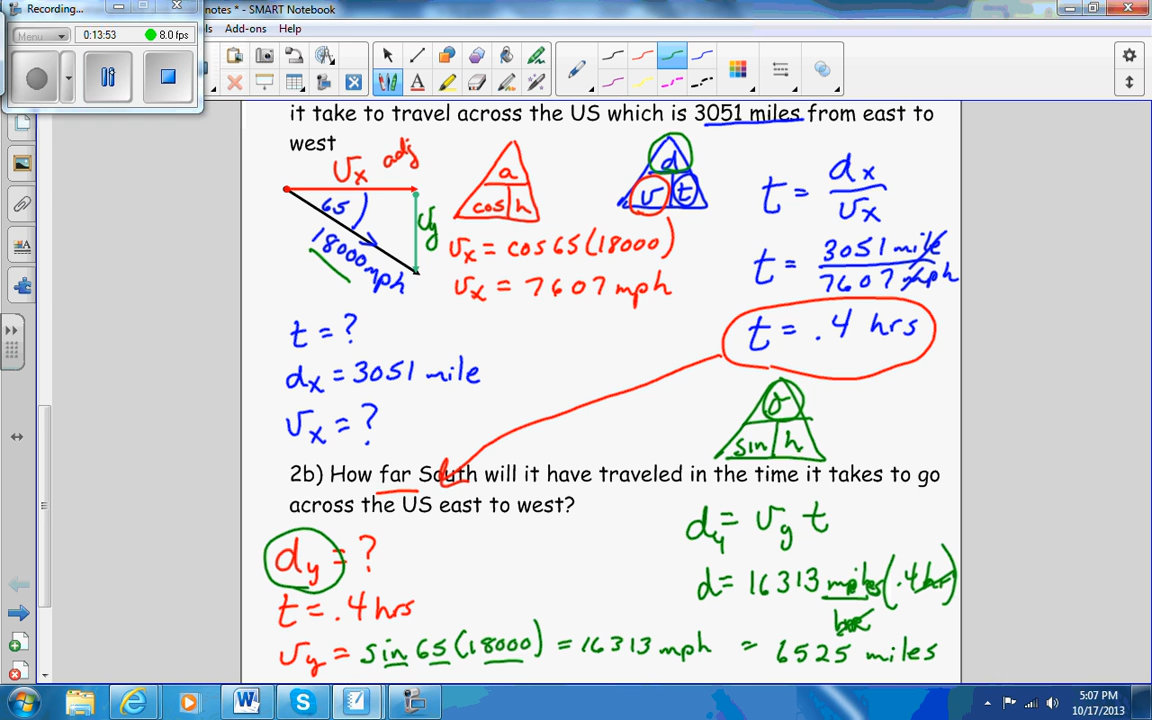 Recording...
notes * - SMART Notebook
Menu
0:13:53
8.0 fps
ls Add-ons Help
it take to travel across the US which is 3051 miles from east to
west
vx adj
a
cos h
d
v t
t = dx / vx
65
vy
18000 mph
vx = cos 65 (18000)
vx = 7607 mph
t = 3051 mile / 7607 mph
t = ?
t = .4 hrs
dx = 3051 mile
vx = ?
sin h
2b) How far South will it have traveled in the time it takes to go
across the US east to west?
dy = vy t
dy = ?
d = 16313 miles / hr (.4 hr)
t = .4 hrs
vy = sin 65 (18000) = 16313 mph
= 6525 miles
5:07 PM
10/17/2013